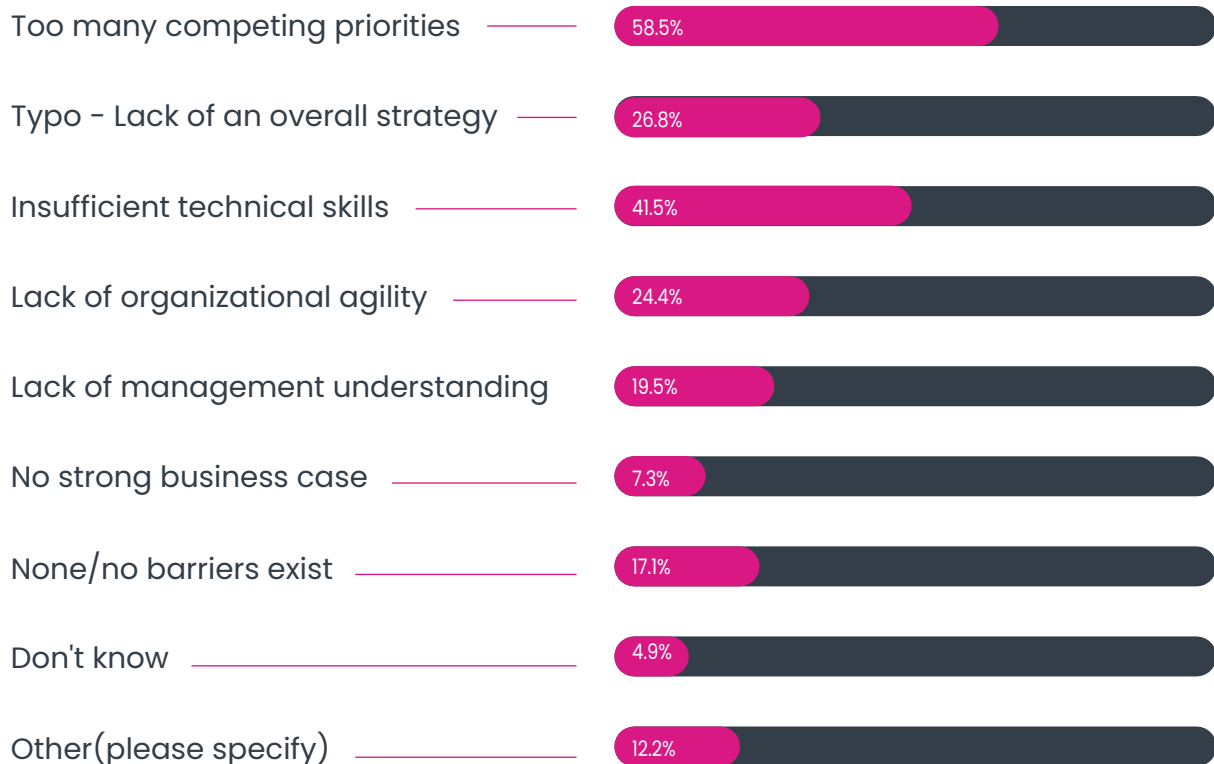 Too many competing priorities 58.5%
Typo - Lack of an overall strategy 26.8%
Insufficient technical skills 41.5%
Lack of organizational agility 24.4%
Lack of management understanding 19.5%
No strong business case 7.3%
None/no barriers exist 17.1%
Don't know 4.9%
Other(please specify) 12.2%